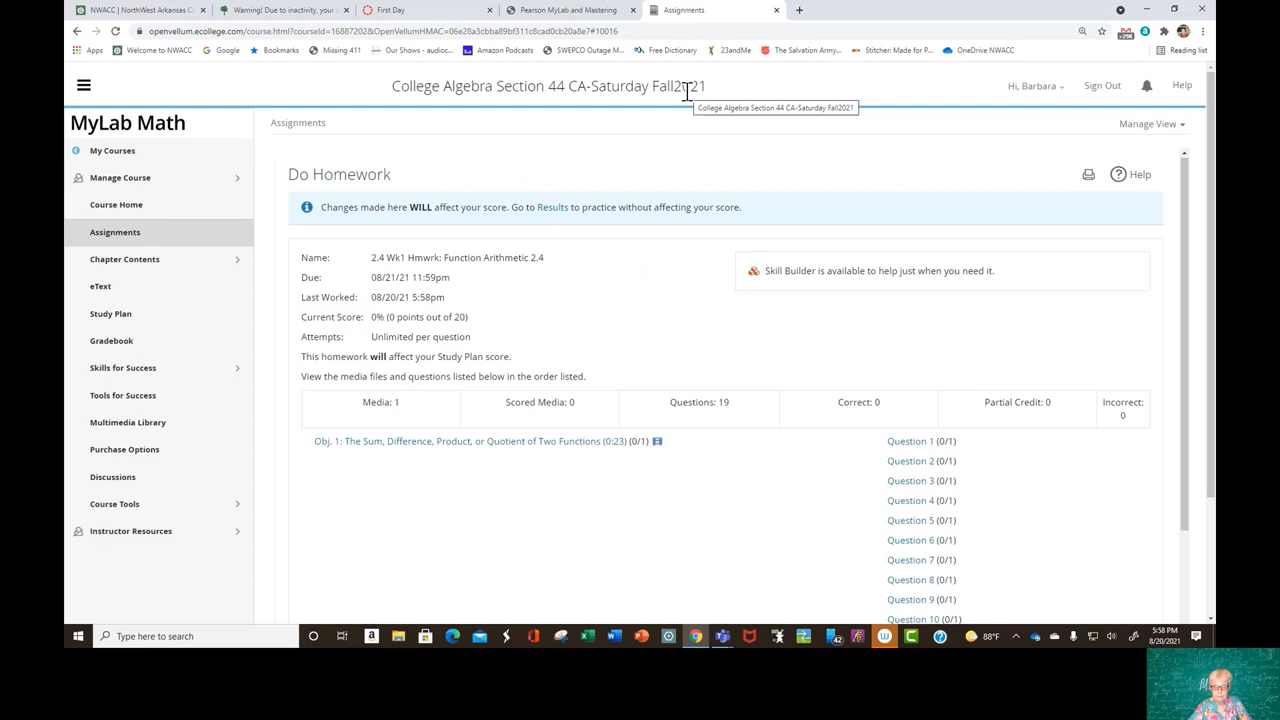 NWACC | NorthWest Arkansas Co
Warning! Due to inactivity, your
First Day
Pearson MyLab and Mastering
Assignments
openvellum.ecollege.com/course.html?courseId=16887202&OpenVellumHMAC=06e28a3cbba89bf311c8cad0cb20a8e7#10016
Apps
Welcome to NWACC
Google
Bookmarks
Missing 411
Our Shows - audioc...
Amazon Podcasts
SWEPCO Outage M...
Free Dictionary
23andMe
The Salvation Army...
Stitcher: Made for P...
OneDrive NWACC
Reading list
College Algebra Section 44 CA-Saturday Fall2021
Hi, Barbara
Sign Out
Help
College Algebra Section 44 CA-Saturday Fall2021
MyLab Math
My Courses
Manage Course
Course Home
Assignments
Chapter Contents
eText
Study Plan
Gradebook
Skills for Success
Tools for Success
Multimedia Library
Purchase Options
Discussions
Course Tools
Instructor Resources
Assignments
Manage View
Do Homework
Help
Changes made here WILL affect your score. Go to Results to practice without affecting your score.
Name: 2.4 Wk1 Hmwrk: Function Arithmetic 2.4
Due: 08/21/21 11:59pm
Last Worked: 08/20/21 5:58pm
Current Score: 0% (0 points out of 20)
Attempts: Unlimited per question
Skill Builder is available to help just when you need it.
This homework will affect your Study Plan score.
View the media files and questions listed below in the order listed.
Media: 1
Scored Media: 0
Questions: 19
Correct: 0
Partial Credit: 0
Incorrect:
0
Obj. 1: The Sum, Difference, Product, or Quotient of Two Functions (0:23) (0/1)
Question 1 (0/1)
Question 2 (0/1)
Question 3 (0/1)
Question 4 (0/1)
Question 5 (0/1)
Question 6 (0/1)
Question 7 (0/1)
Question 8 (0/1)
Question 9 (0/1)
Question 10 (0/1)
Type here to search
42
88°F
5:58 PM
8/20/2021